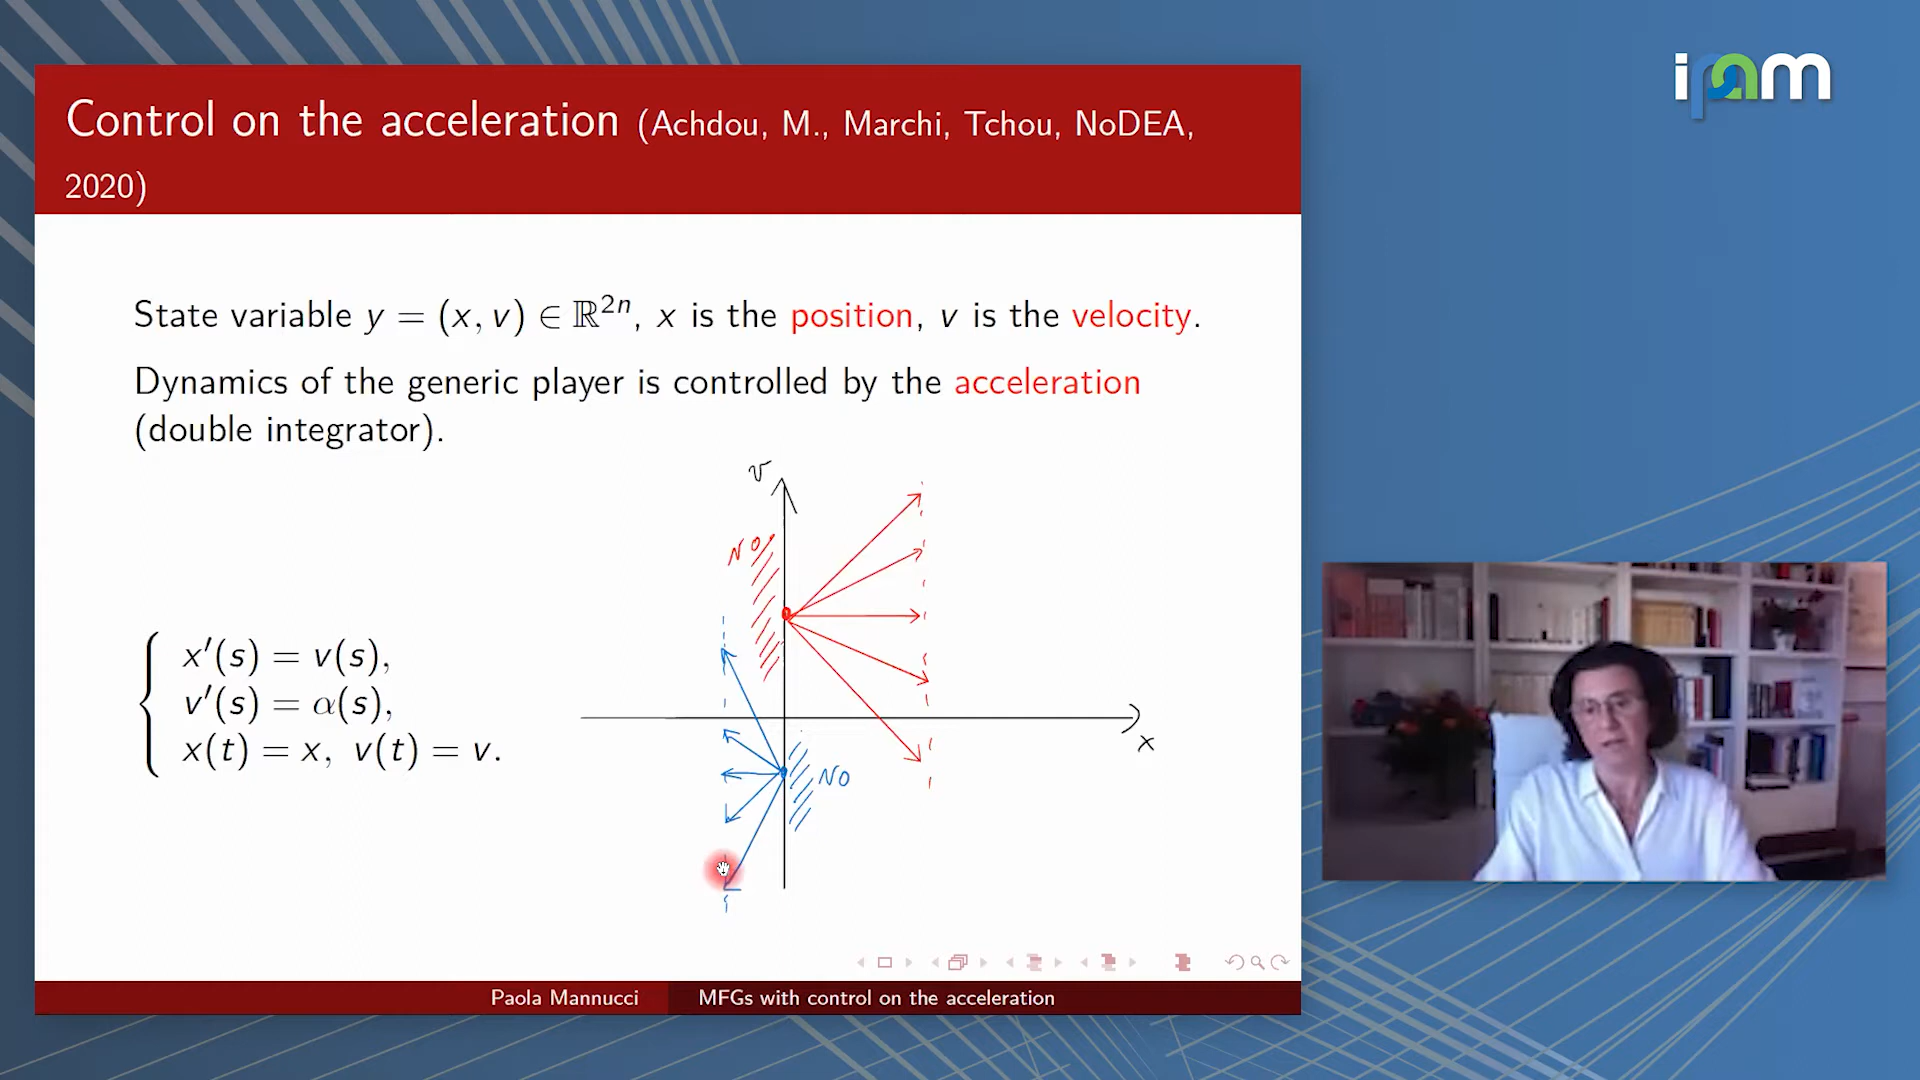 ipam
Control on the acceleration (Achdou, M., Marchi, Tchou, NoDEA,
2020)
State variable y = (x, v) ∈ ℝ²ⁿ, x is the position, v is the velocity.
Dynamics of the generic player is controlled by the acceleration
(double integrator).
v
NO
x′(s) = v(s),
v′(s) = α(s),
x(t) = x, v(t) = v.
x
NO
Paola Mannucci
MFGs with control on the acceleration